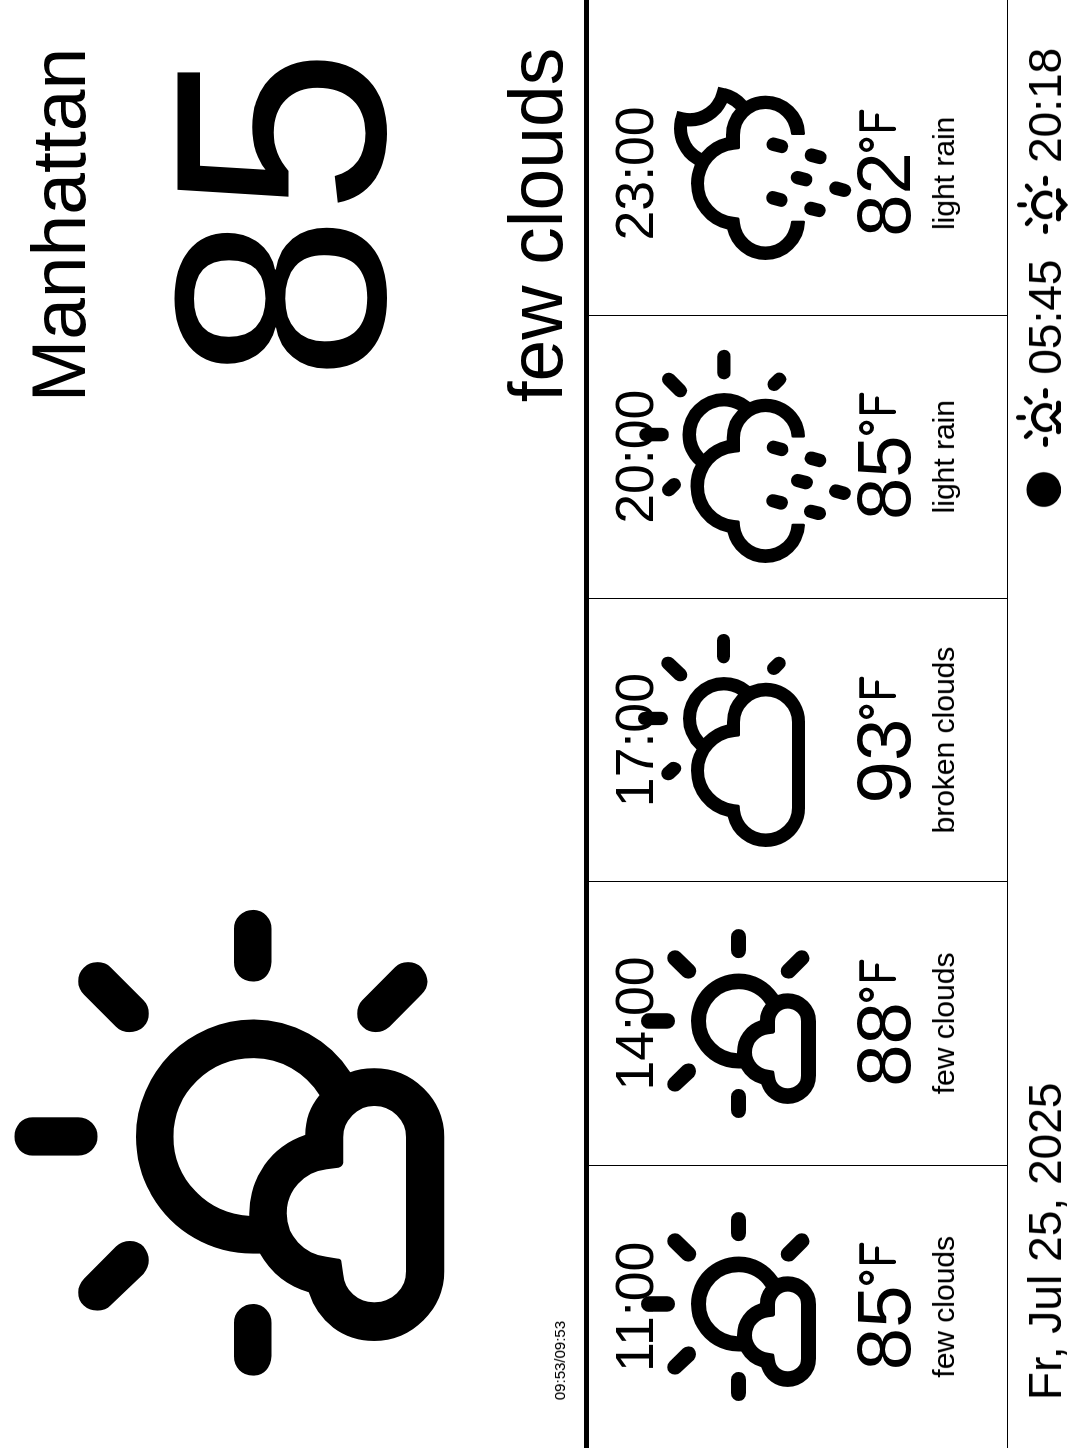 Manhattan
85
few clouds
09:53/09:53
11:00
85°F
few clouds
14:00
88°F
few clouds
17:00
93°F
broken clouds
20:00
85°F
light rain
23:00
82°F
light rain
Fr, Jul 25, 2025
05:45
20:18